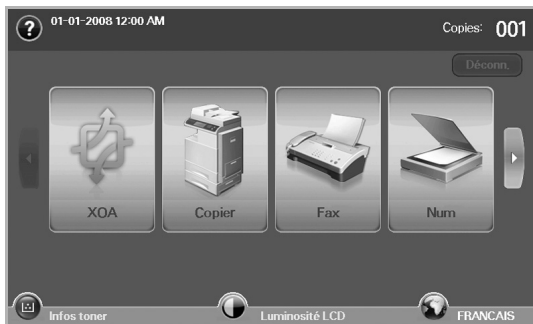 ? 01-01-2008 12:00 AM Copies: 001
Déconn.
XOA Copier Fax Num
Infos toner Luminosité LCD FRANCAIS